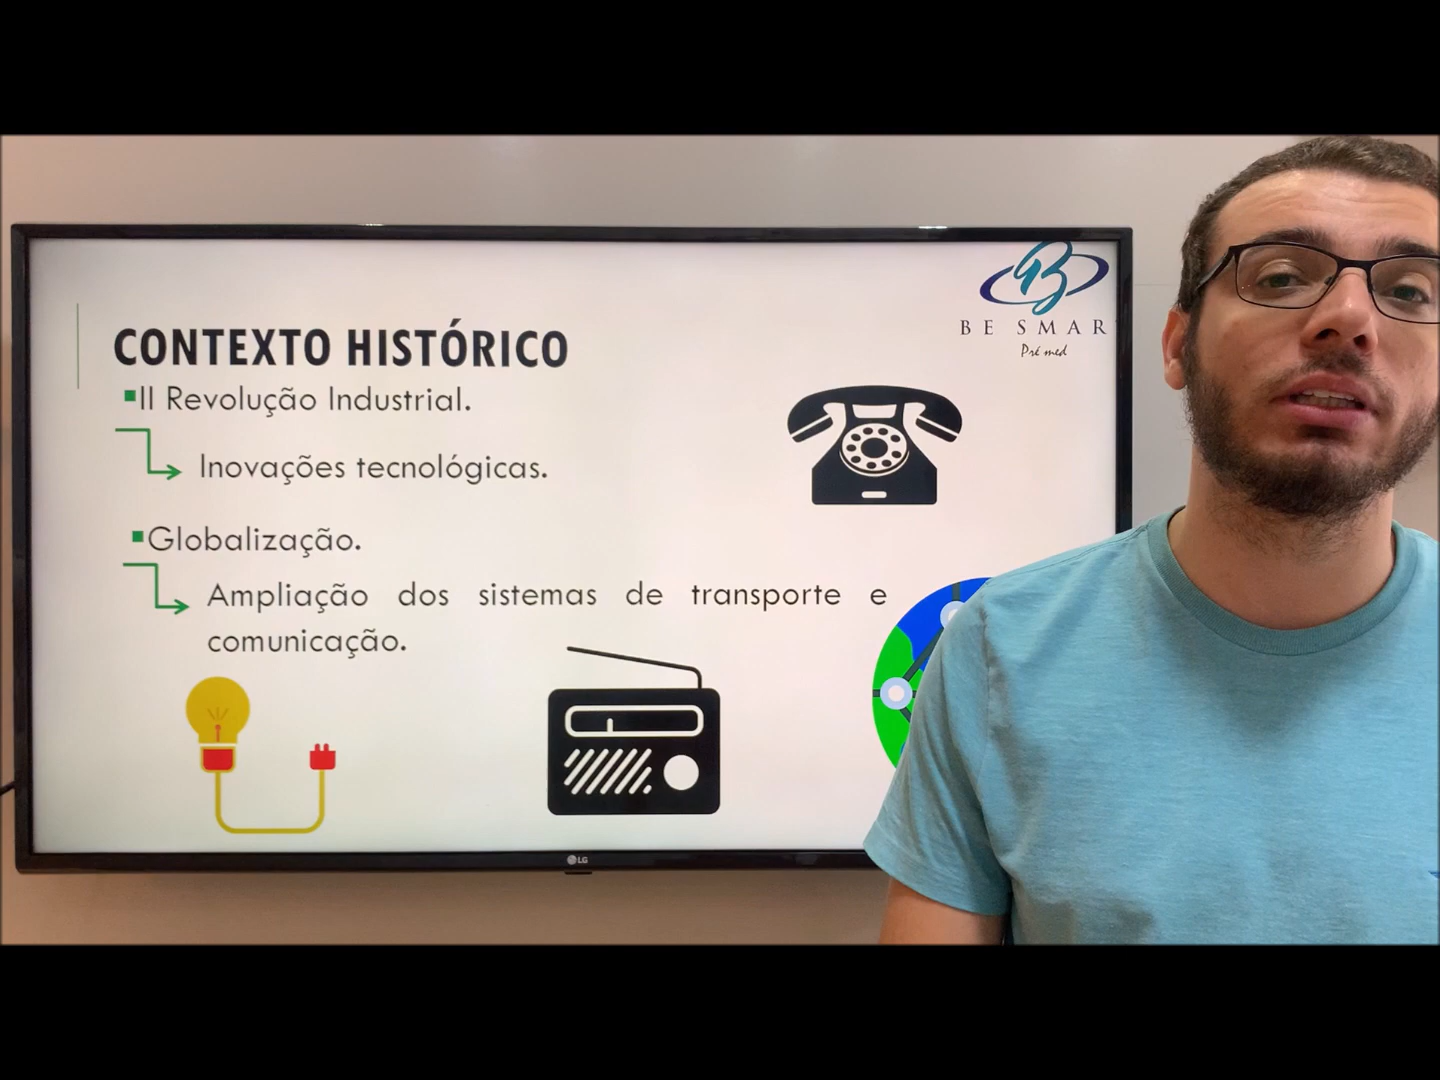 BE SMAR
Pré med
CONTEXTO HISTÓRICO
▪II Revolução Industrial.
Inovações tecnológicas.
▪Globalização.
Ampliação dos sistemas de transporte e
comunicação.
LG